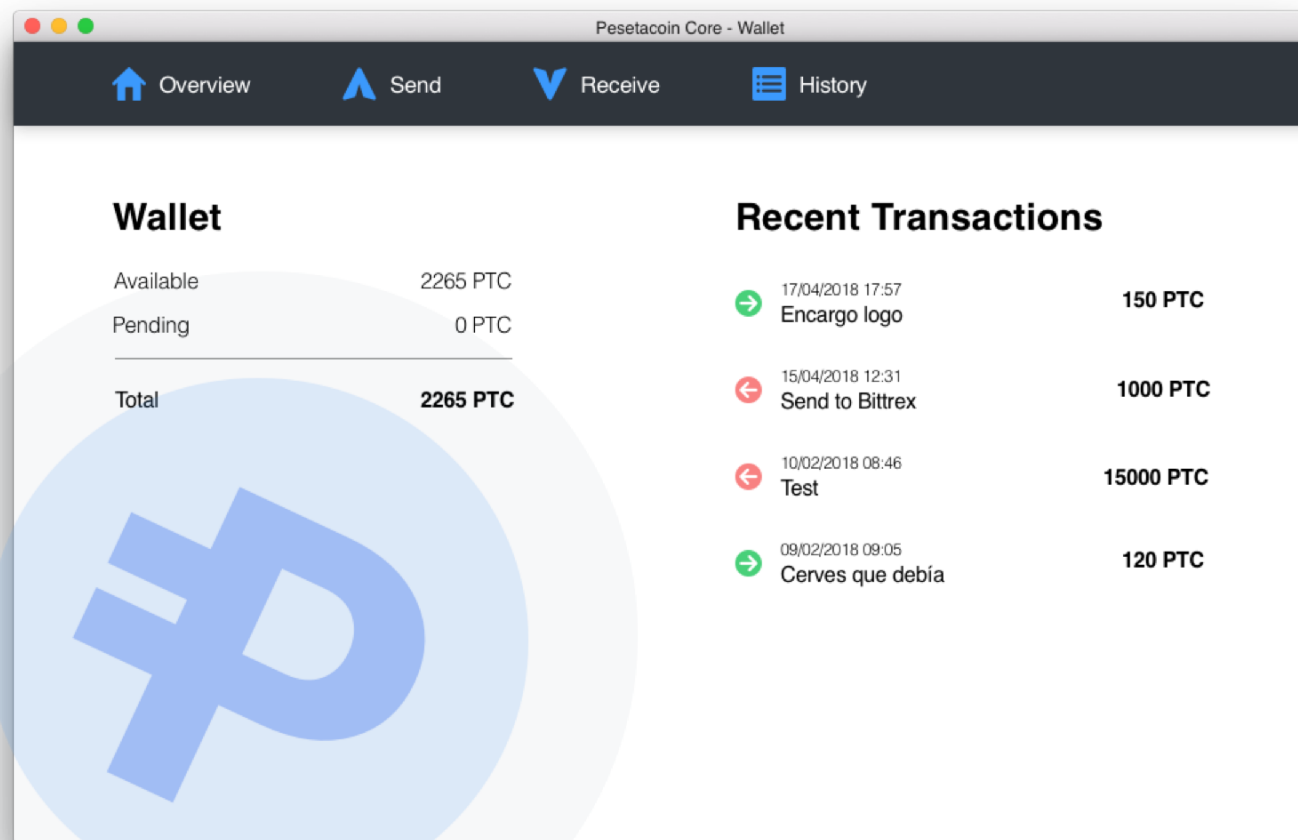 Pesetacoin Core - Wallet
Overview Send Receive History
Wallet
Available 2265 PTC
Pending 0 PTC
Total 2265 PTC
Recent Transactions
17/04/2018 17:57
Encargo logo 150 PTC
15/04/2018 12:31
Send to Bittrex 1000 PTC
10/02/2018 08:46
Test 15000 PTC
09/02/2018 09:05
Cerves que debía 120 PTC